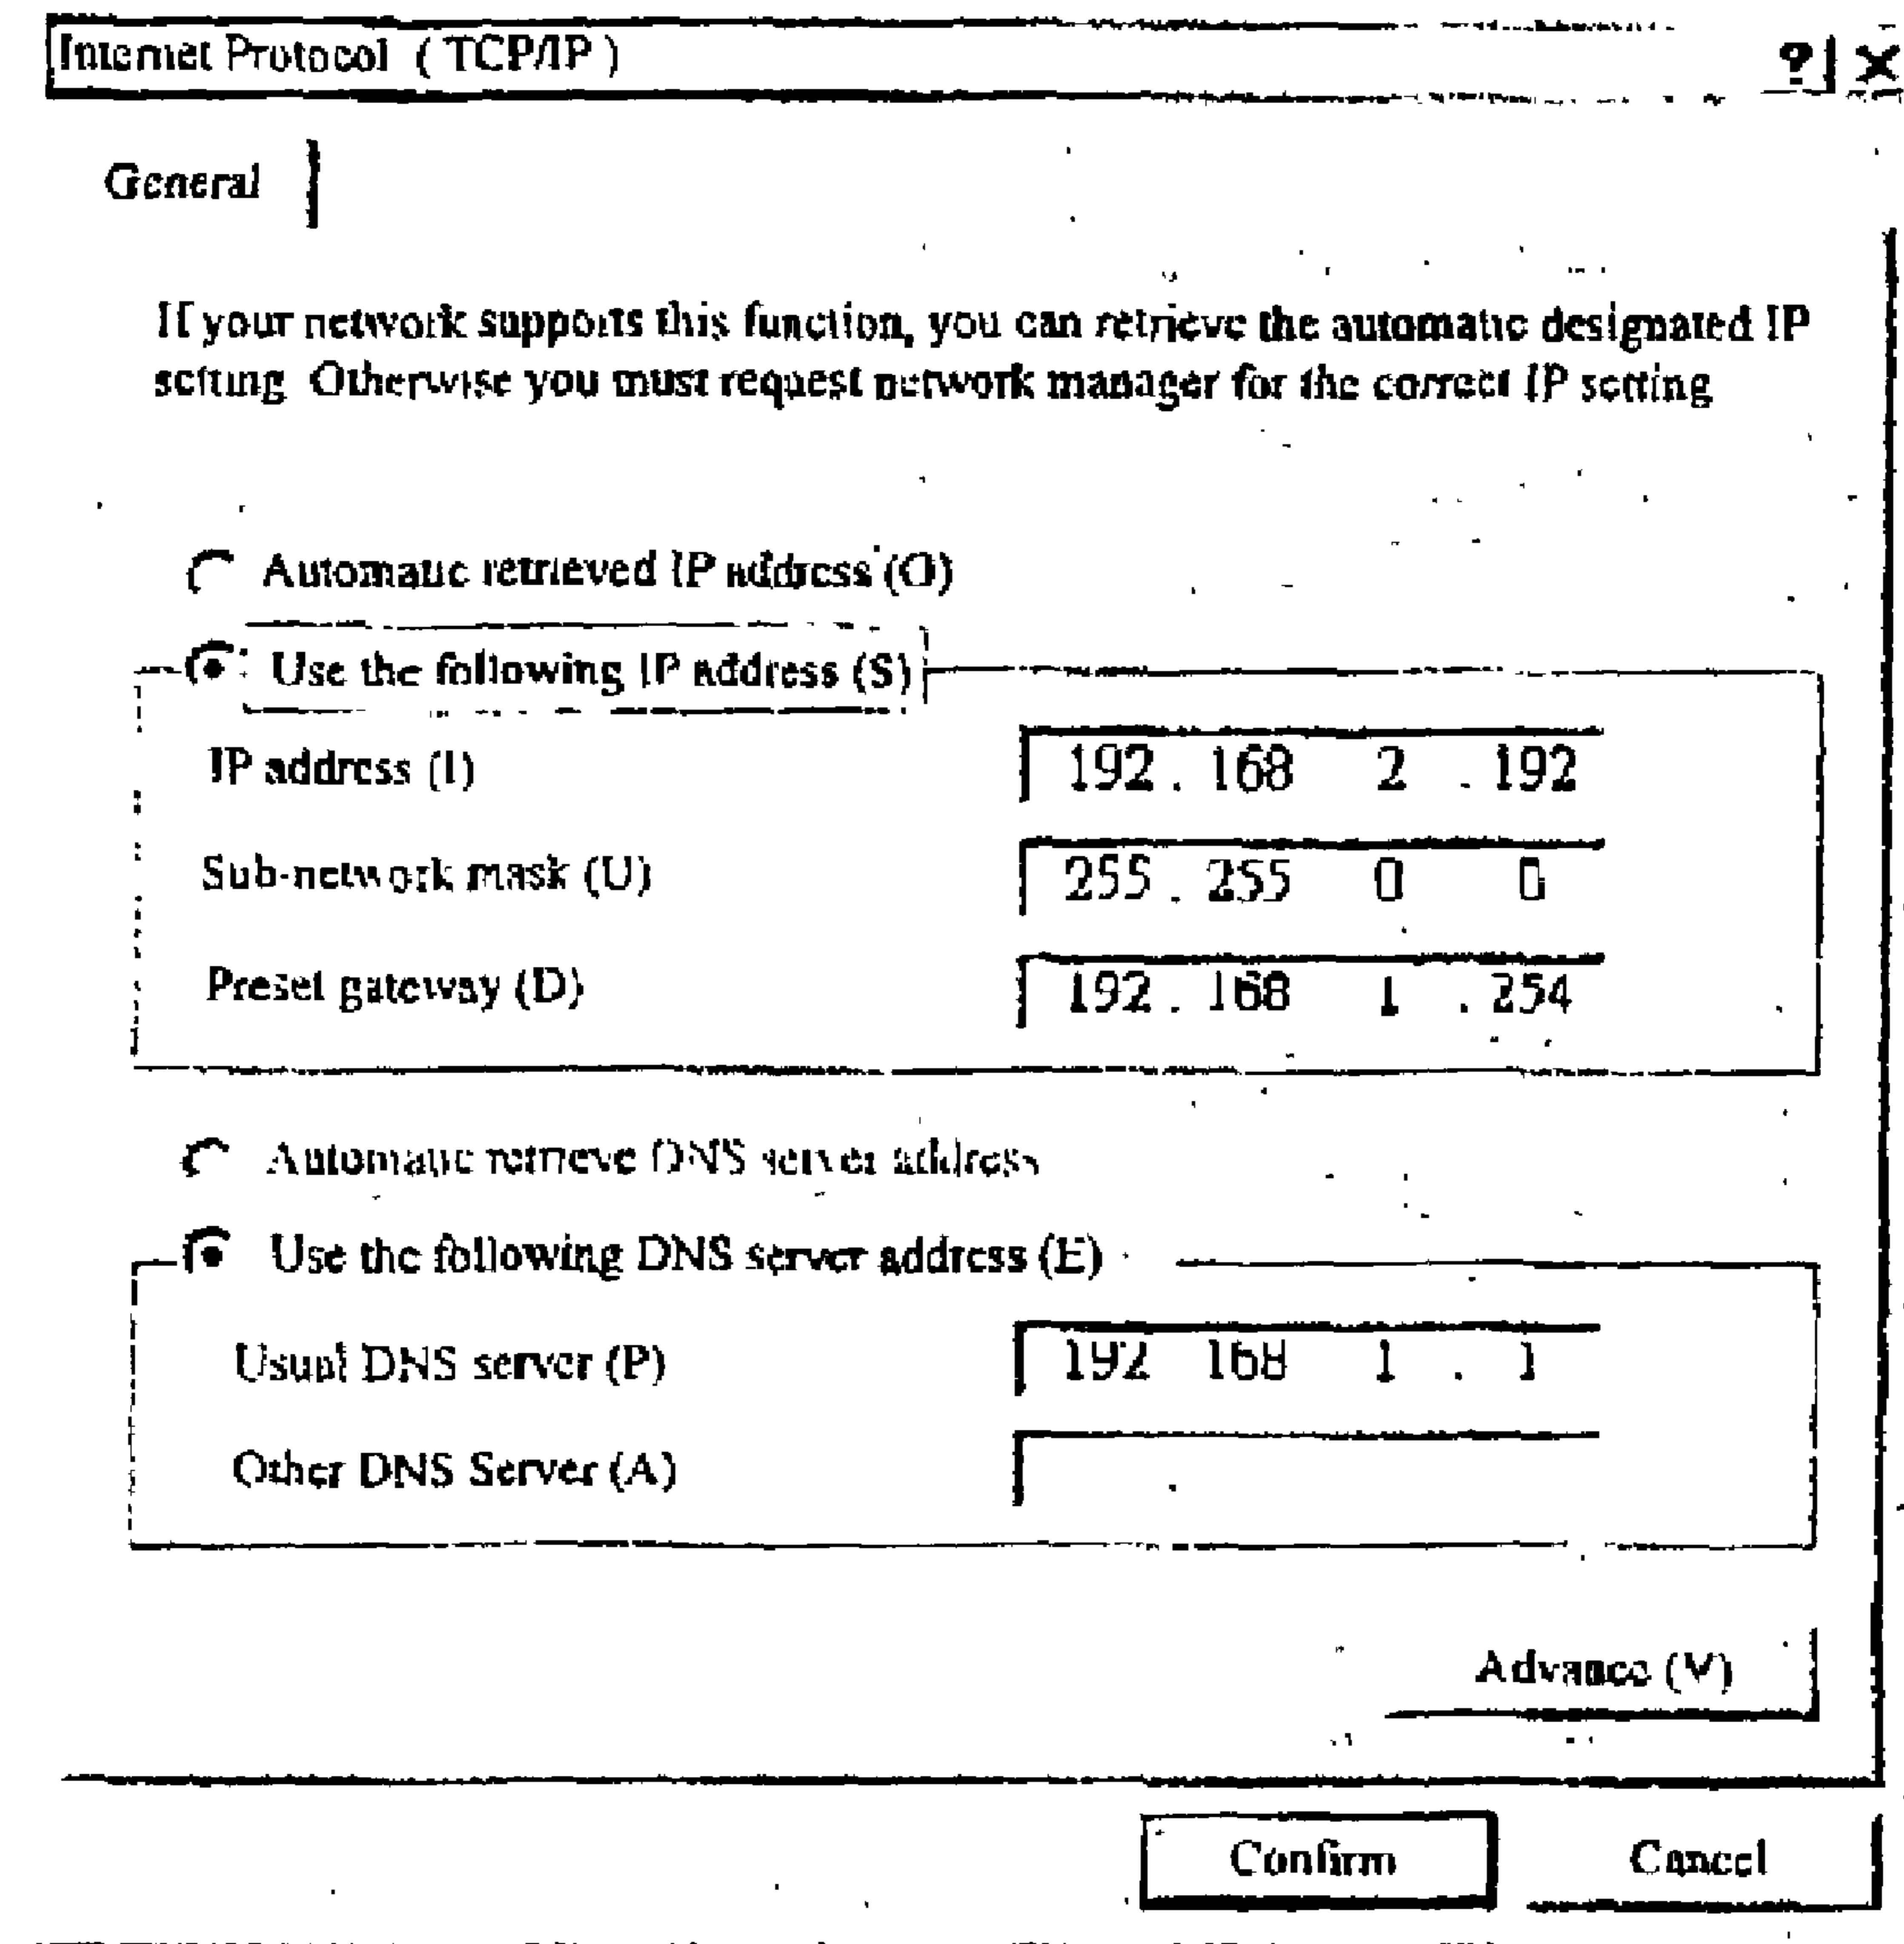 Internet Protocol (TCP/IP)
? X
General
If your network supports this function, you can retrieve the automatic designated IP
setting Otherwise you must request network manager for the correct IP setting
Automatic retrieved IP address (O)
Use the following IP address (S)
IP address (I) 192 . 168 2 . 192
Sub-network mask (U) 255 . 255 0 0
Preset gateway (D) 192 . 168 1 . 254
Automatic retrieve DNS server address
Use the following DNS server address (E)
Usual DNS server (P) 192 168 1 . 1
Other DNS Server (A)
Advance (V)
Confirm Cancel